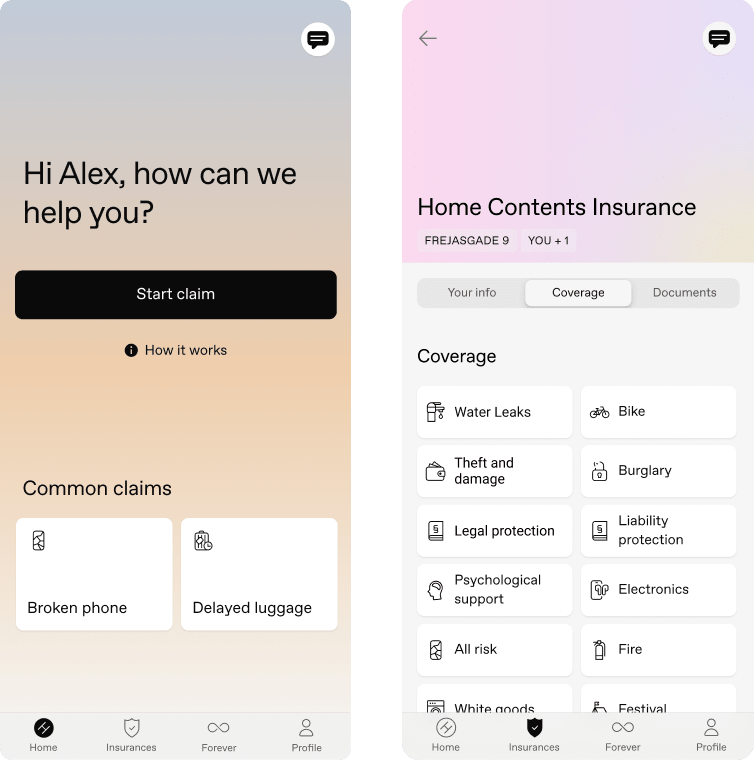 Hi Alex, how can we
help you?
Start claim
How it works
Common claims
Broken phone
Delayed luggage
Home
Insurances
Forever
Profile
Home Contents Insurance
FREJASGADE 9
YOU + 1
Your info
Coverage
Documents
Coverage
Water Leaks
Bike
Theft and
damage
Burglary
Legal protection
Liability
protection
Psychological
support
Electronics
All risk
Fire
White goods
Festival
Home
Insurances
Forever
Profile